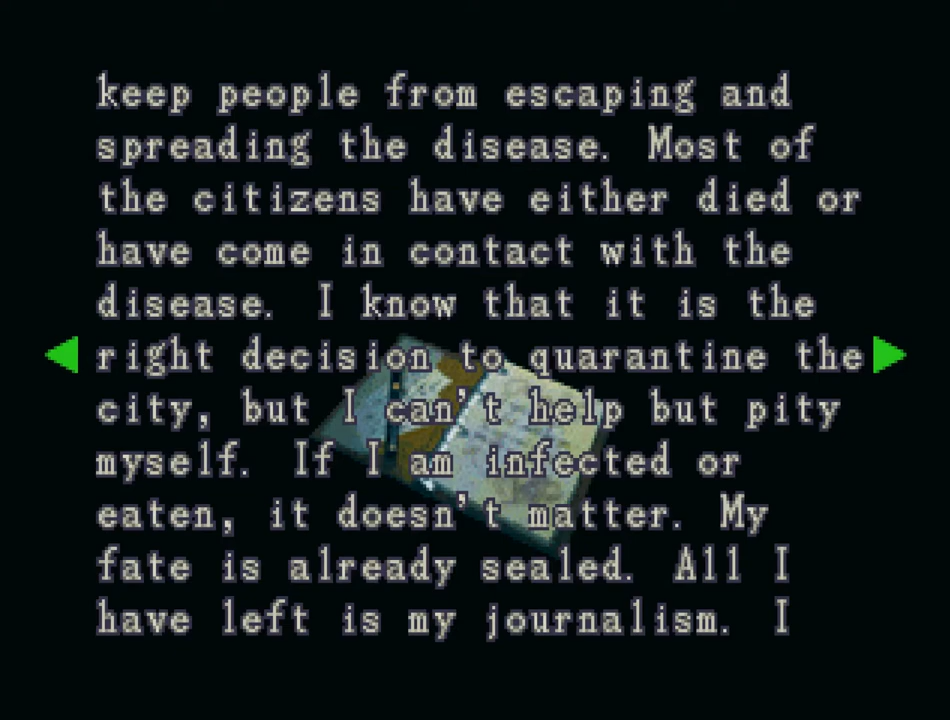 keep people from escaping and
spreading the disease. Most of
the citizens have either died or
have come in contact with the
disease. I know that it is the
right decision to quarantine the
city, but I can't help but pity
myself. If I am infected or
eaten, it doesn't matter. My
fate is already sealed. All I
have left is my journalism. I